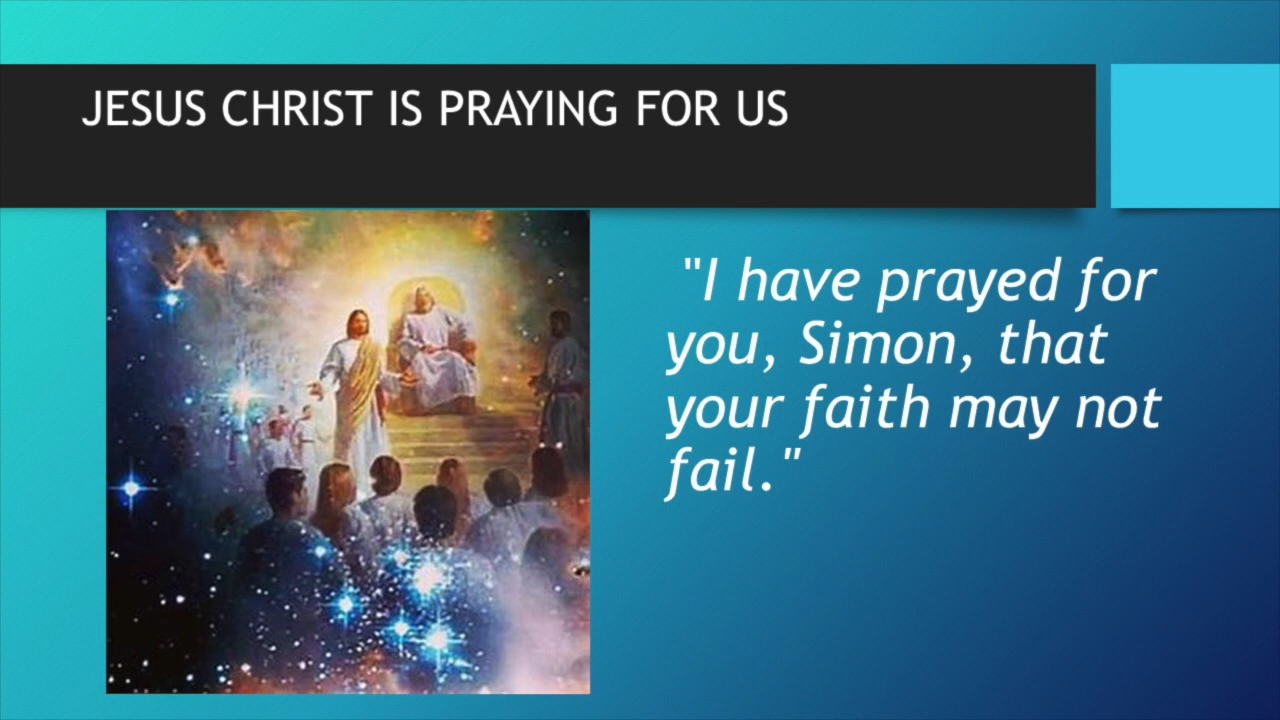 JESUS CHRIST IS PRAYING FOR US
"I have prayed for
you, Simon, that
your faith may not
fail."